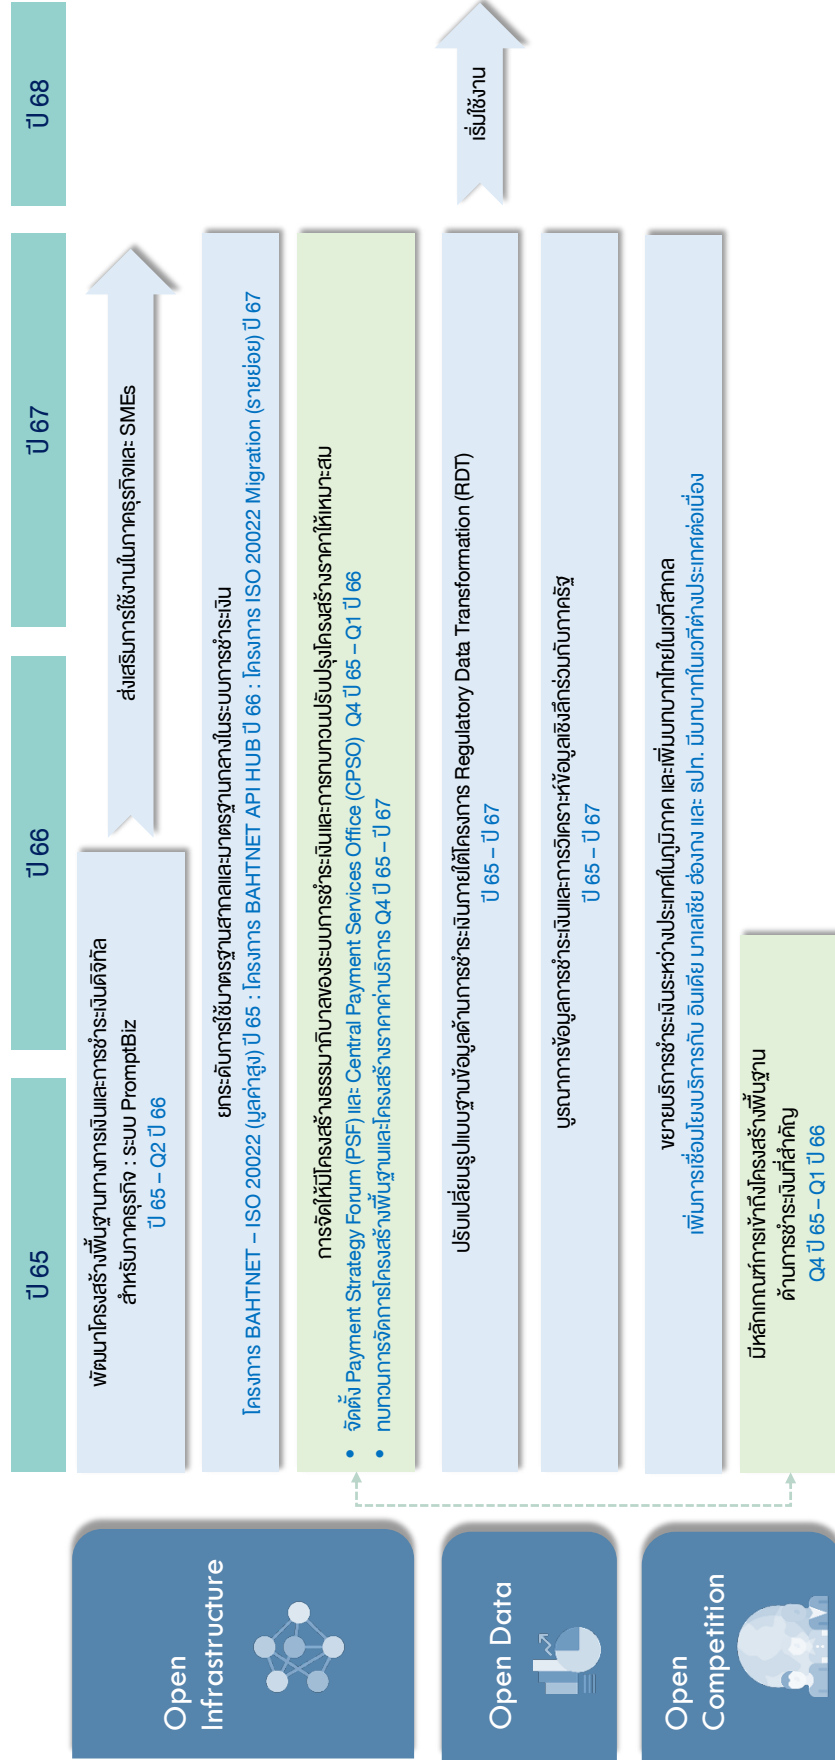 ปี 65
ปี 66
ปี 67
ปี 68
Open
Infrastructure
พัฒนาโครงสร้างพื้นฐานทางการเงินและการชำระเงินดิจิทัล
สำหรับภาคธุรกิจ : ระบบ PromptBiz
ปี 65 – Q2 ปี 66
ส่งเสริมการใช้งานในภาคธุรกิจและ SMEs
ยกระดับการใช้มาตรฐานสากลและมาตรฐานกลางในระบบการชำระเงิน
โครงการ BAHTNET – ISO 20022 (มูลค่าสูง) ปี 65 : โครงการ BAHTNET API HUB ปี 66 : โครงการ ISO 20022 Migration (รายย่อย) ปี 67
การจัดให้มีโครงสร้างธรรมาภิบาลของระบบการชำระเงินและการทบทวนปรับปรุงโครงสร้างราคาให้เหมาะสม
• จัดตั้ง Payment Strategy Forum (PSF) และ Central Payment Services Office (CPSO) Q4 ปี 65 – Q1 ปี 66
• ทบทวนการจัดการโครงสร้างพื้นฐานและโครงสร้างราคาค่าบริการ Q4 ปี 65 – ปี 67
Open Data
ปรับเปลี่ยนรูปแบบฐานข้อมูลด้านการชำระเงินภายใต้โครงการ Regulatory Data Transformation (RDT)
ปี 65 – ปี 67
เริ่มใช้งาน
บูรณาการข้อมูลการชำระเงินและการวิเคราะห์ข้อมูลเชิงลึกร่วมกับภาครัฐ
ปี 65 – ปี 67
Open
Competition
ขยายบริการชำระเงินระหว่างประเทศในภูมิภาค และเพิ่มบทบาทไทยในเวทีสากล
เพิ่มการเชื่อมโยงบริการกับ อินเดีย มาเลเซีย ฮ่องกง และ ธปท. มีบทบาทในเวทีต่างประเทศต่อเนื่อง
มีหลักเกณฑ์การเข้าถึงโครงสร้างพื้นฐาน
ด้านการชำระเงินที่สำคัญ
Q4 ปี 65 – Q1 ปี 66